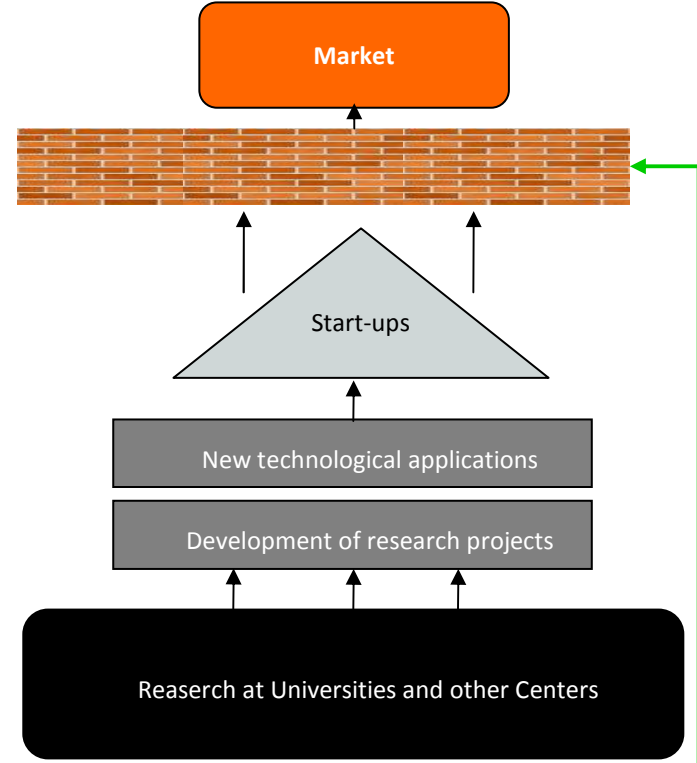 Market
Start-ups
New technological applications
Development of research projects
Reaserch at Universities and other Centers